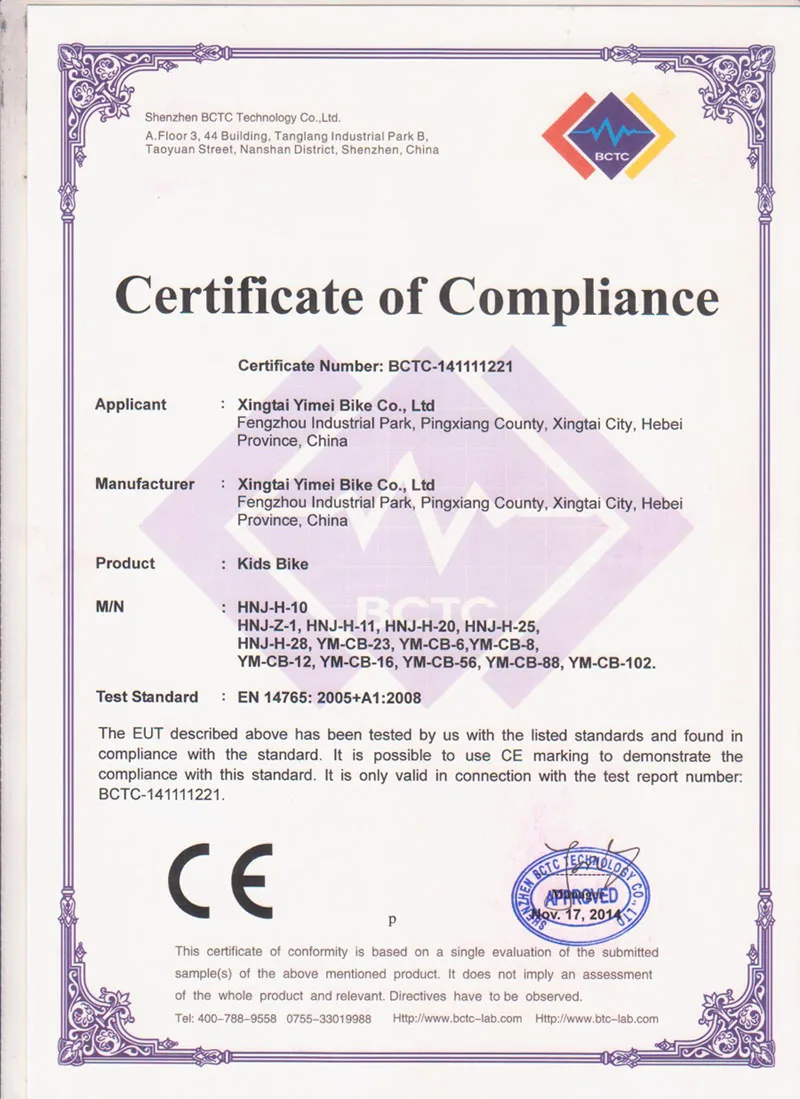 Shenzhen BCTC Technology Co.,Ltd.
A.Floor 3, 44 Building, Tanglang Industrial Park B,
Taoyuan Street, Nanshan District, Shenzhen, China
BCTC
Certificate of Compliance
Certificate Number: BCTC-141111221
Applicant : Xingtai Yimei Bike Co., Ltd
Fengzhou Industrial Park, Pingxiang County, Xingtai City, Hebei
Province, China
Manufacturer : Xingtai Yimei Bike Co., Ltd
Fengzhou Industrial Park, Pingxiang County, Xingtai City, Hebei
Province, China
Product : Kids Bike
BCTC
M/N : HNJ-H-10
HNJ-Z-1, HNJ-H-11, HNJ-H-20, HNJ-H-25,
HNJ-H-28, YM-CB-23, YM-CB-6,YM-CB-8,
YM-CB-12, YM-CB-16, YM-CB-56, YM-CB-88, YM-CB-102.
Test Standard : EN 14765: 2005+A1:2008
The EUT described above has been tested by us with the listed standards and found in
compliance with the standard. It is possible to use CE marking to demonstrate the
compliance with this standard. It is only valid in connection with the test report number:
BCTC-141111221.
CE
SHENZHEN BCTC TECHNOLOGY CO., LTD
Manager
APPROVED
Nov. 17, 2014
p
This certificate of conformity is based on a single evaluation of the submitted
sample(s) of the above mentioned product. It does not imply an assessment
of the whole product and relevant. Directives have to be observed.
Tel: 400-788-9558 0755-33019988 Http://www.bctc-lab.com Http://www.btc-lab.com